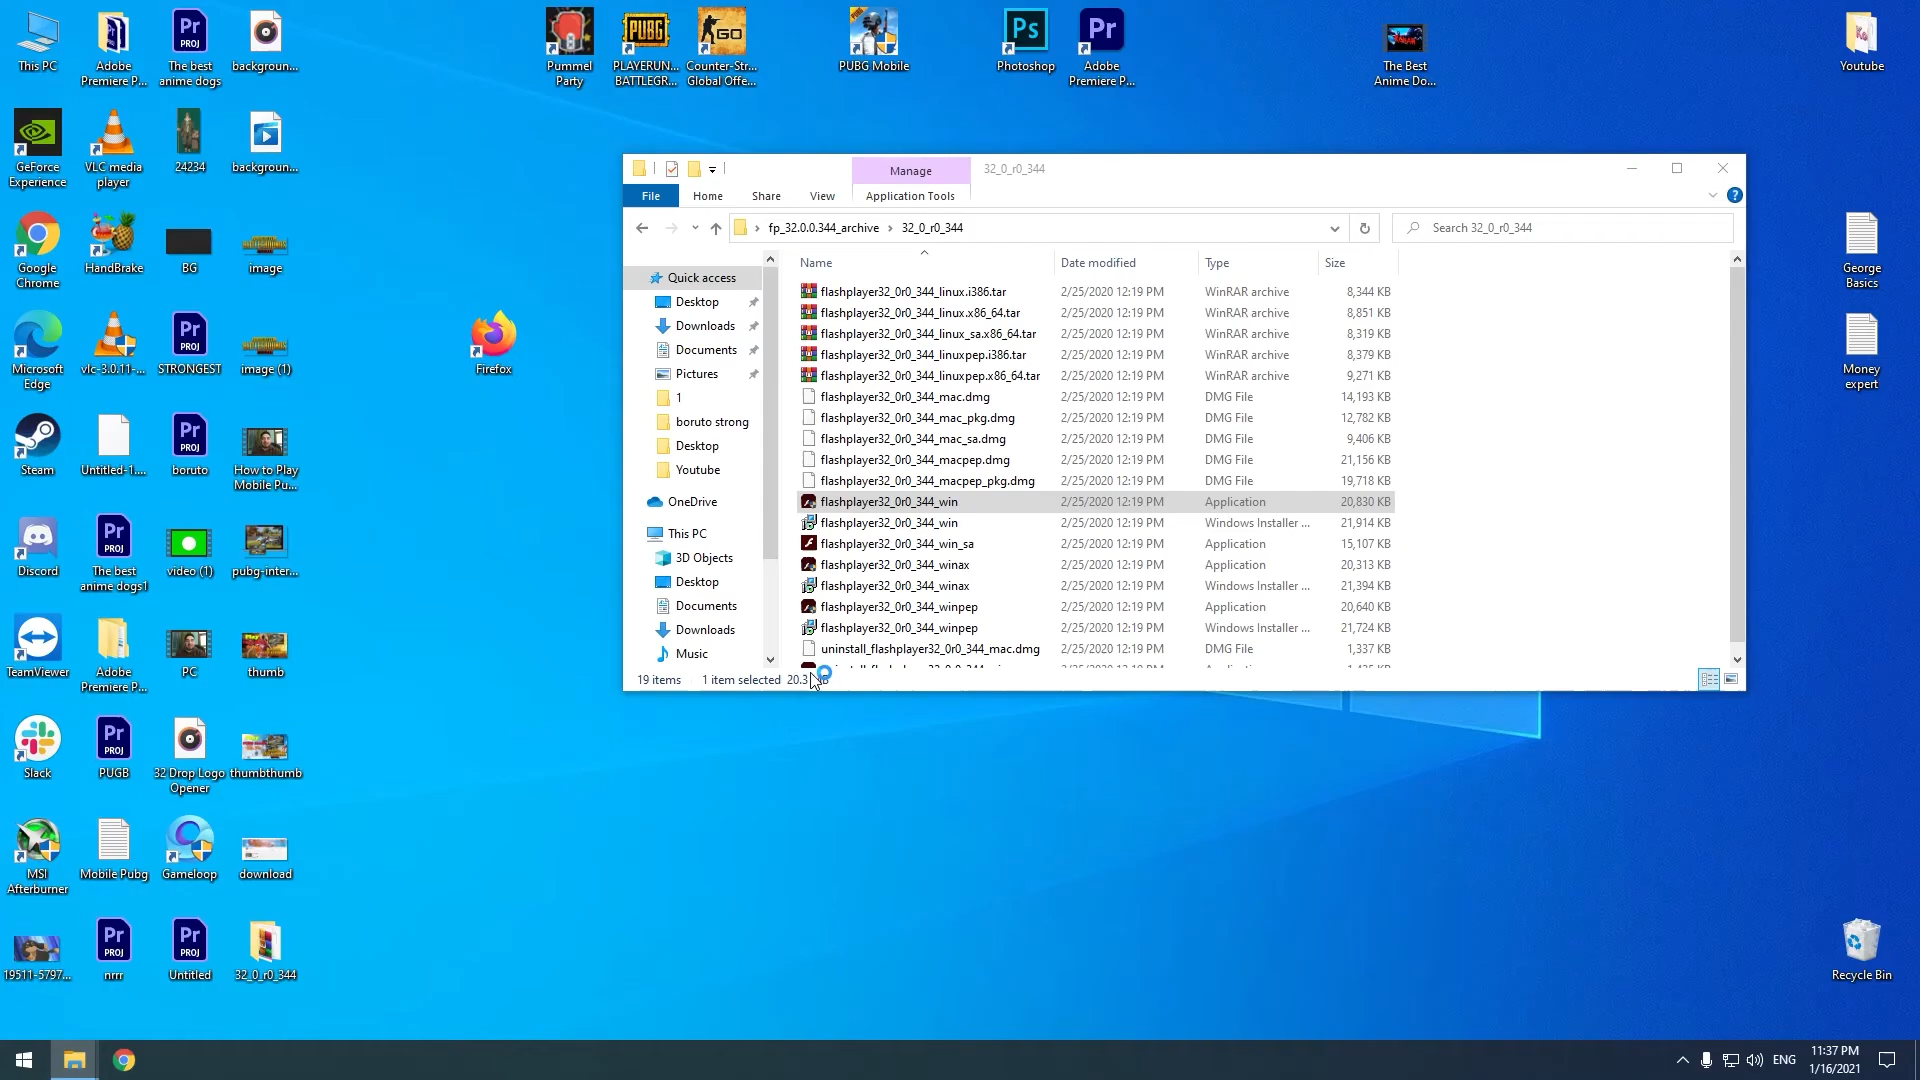 This PC
Adobe
Premiere P...
The best
anime dogs
backgroun...
Pummel
Party
PLAYERUN...
BATTLEGR...
Counter-Str...
Global Offe...
PUBG Mobile
Photoshop
Adobe
Premiere P...
The Best
Anime Do...
Youtube
GeForce
Experience
VLC media
player
24234
backgroun...
Google
Chrome
HandBrake
BG
image
Microsoft
Edge
vlc-3.0.11-...
STRONGEST
image (1)
Firefox
George
Basics
Money
expert
Steam
Untitled-1....
boruto
How to Play
Mobile Pu...
Discord
The best
anime dogs1
video (1)
pubg-inter...
TeamViewer
Adobe
Premiere P...
PC
thumb
Slack
PUGB
32 Drop Logo
Opener
thumbthumb
MSI
Afterburner
Mobile Pubg
Gameloop
download
19511-5797...
nrrr
Untitled
32_0_r0_344
Recycle Bin
Manage
32_0_r0_344
File
Home
Share
View
Application Tools
fp_32.0.0.344_archive > 32_0_r0_344
Search 32_0_r0_344
Name
Date modified
Type
Size
Quick access
Desktop
Downloads
Documents
Pictures
1
boruto strong
Desktop
Youtube
OneDrive
This PC
3D Objects
Desktop
Documents
Downloads
Music
flashplayer32_0r0_344_linux.i386.tar 2/25/2020 12:19 PM WinRAR archive 8,344 KB
flashplayer32_0r0_344_linux.x86_64.tar 2/25/2020 12:19 PM WinRAR archive 8,851 KB
flashplayer32_0r0_344_linux_sa.x86_64.tar 2/25/2020 12:19 PM WinRAR archive 8,319 KB
flashplayer32_0r0_344_linuxpep.i386.tar 2/25/2020 12:19 PM WinRAR archive 8,379 KB
flashplayer32_0r0_344_linuxpep.x86_64.tar 2/25/2020 12:19 PM WinRAR archive 9,271 KB
flashplayer32_0r0_344_mac.dmg 2/25/2020 12:19 PM DMG File 14,193 KB
flashplayer32_0r0_344_mac_pkg.dmg 2/25/2020 12:19 PM DMG File 12,782 KB
flashplayer32_0r0_344_mac_sa.dmg 2/25/2020 12:19 PM DMG File 9,406 KB
flashplayer32_0r0_344_macpep.dmg 2/25/2020 12:19 PM DMG File 21,156 KB
flashplayer32_0r0_344_macpep_pkg.dmg 2/25/2020 12:19 PM DMG File 19,718 KB
flashplayer32_0r0_344_win 2/25/2020 12:19 PM Application 20,830 KB
flashplayer32_0r0_344_win 2/25/2020 12:19 PM Windows Installer ... 21,914 KB
flashplayer32_0r0_344_win_sa 2/25/2020 12:19 PM Application 15,107 KB
flashplayer32_0r0_344_winax 2/25/2020 12:19 PM Application 20,313 KB
flashplayer32_0r0_344_winax 2/25/2020 12:19 PM Windows Installer ... 21,394 KB
flashplayer32_0r0_344_winpep 2/25/2020 12:19 PM Application 20,640 KB
flashplayer32_0r0_344_winpep 2/25/2020 12:19 PM Windows Installer ... 21,724 KB
uninstall_flashplayer32_0r0_344_mac.dmg 2/25/2020 12:19 PM DMG File 1,337 KB
19 items 1 item selected 20.3
ENG
11:37 PM
1/16/2021